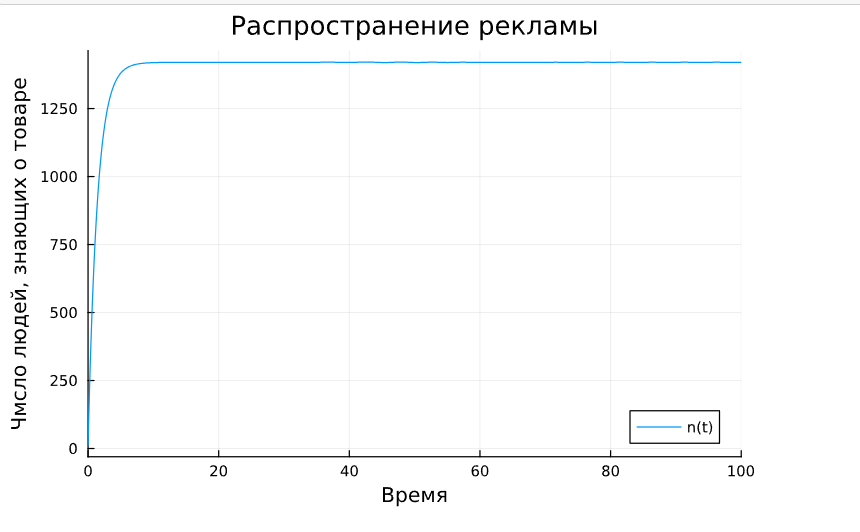 Распространение рекламы
Чмсло людей, знающих о товаре
1250
1000
750
500
250
0
0 20 40 60 80 100
Время
n(t)